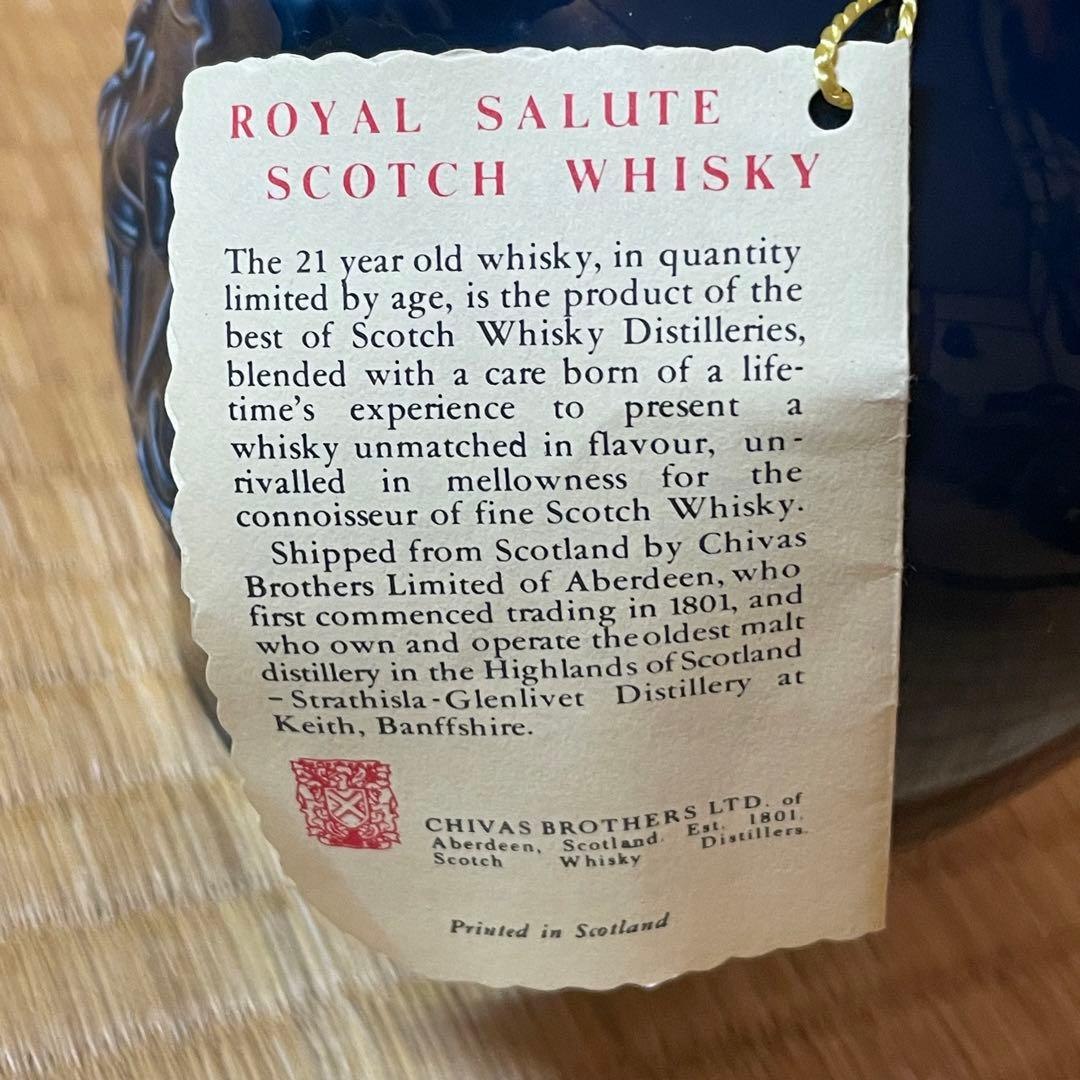 ROYAL SALUTE
SCOTCH WHISKY
The 21 year old whisky, in quantity
limited by age, is the product of the
best of Scotch Whisky Distilleries,
blended with a care born of a life-
time's experience to present a
whisky unmatched in flavour, un-
rivalled in mellowness for the
connoisseur of fine Scotch Whisky.
Shipped from Scotland by Chivas
Brothers Limited of Aberdeen, who
first commenced trading in 1801, and
who own and operate the oldest malt
distillery in the Highlands of Scotland
– Strathisla-Glenlivet Distillery at
Keith, Banffshire.
CHIVAS BROTHERS LTD. of
Aberdeen, Scotland. Est. 1801.
Scotch Whisky Distillers.
Printed in Scotland